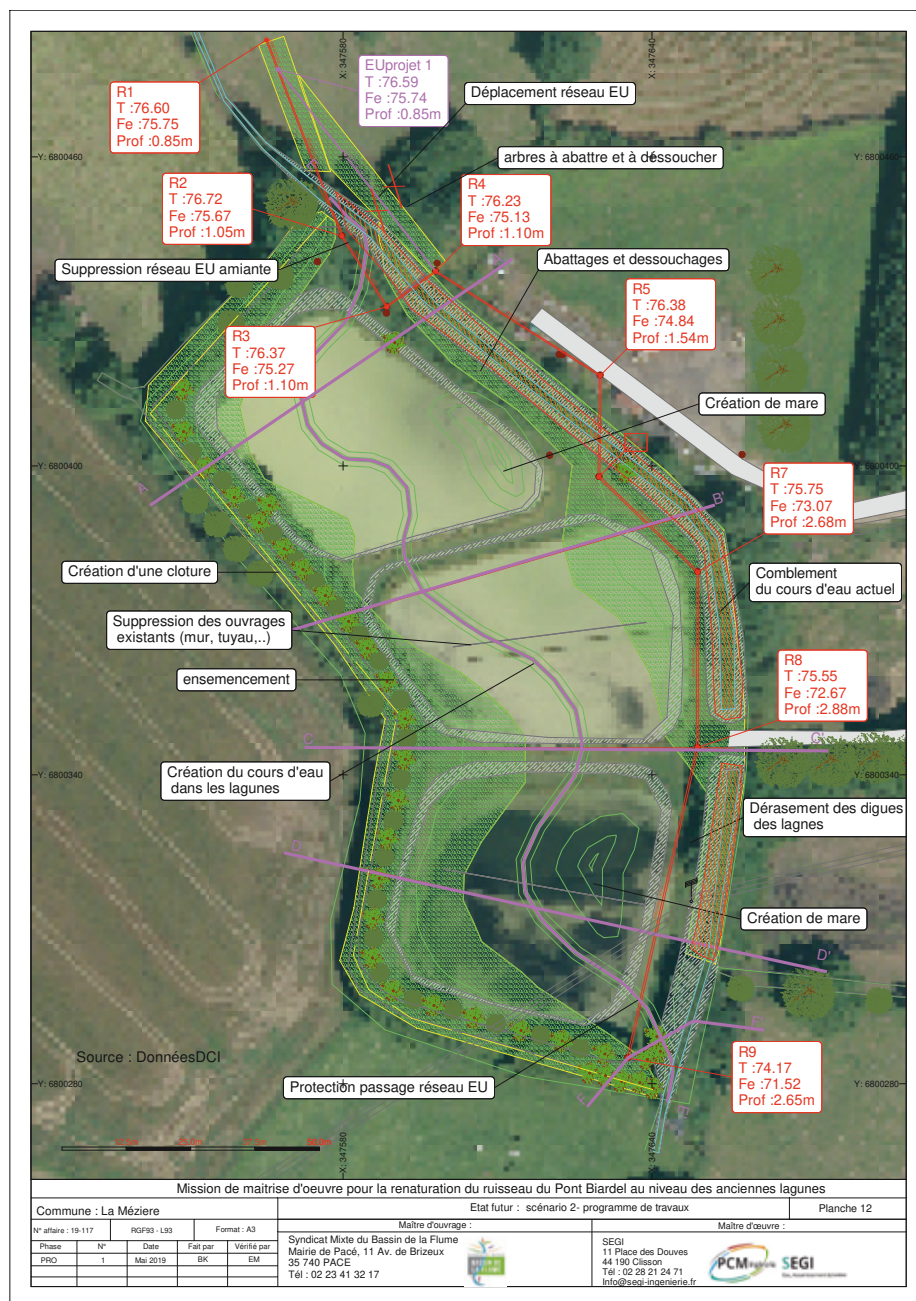 X: 347580
X: 347640
R1
T :76.60
Fe :75.75
Prof :0.85m
EUprojet 1
T :76.59
Fe :75.74
Prof :0.85m
Déplacement réseau EU
Y: 6800460
Y: 6800460
arbres à abattre et à dessoucher
R2
T :76.72
Fe :75.67
Prof :1.05m
R4
T :76.23
Fe :75.13
Prof :1.10m
Suppression réseau EU amiante
Abattages et dessouchages
R5
T :76.38
Fe :74.84
Prof :1.54m
R3
T :76.37
Fe :75.27
Prof :1.10m
Création de mare
Y: 6800400
Y: 6800400
A
B'
R7
T :75.75
Fe :73.07
Prof :2.68m
Création d'une cloture
Comblement
du cours d'eau actuel
Suppression des ouvrages
existants (mur, tuyau,..)
ensemencement
R8
T :75.55
Fe :72.67
Prof :2.88m
C
C'
Création du cours d'eau
dans les lagunes
Y: 6800340
Y: 6800340
Dérasement des digues
des lagnes
D
Création de mare
D'
Source : DonnéesDCI
R9
T :74.17
Fe :71.52
Prof :2.65m
Protection passage réseau EU
Y: 6800280
Y: 6800280
X: 347580
X: 347640
Mission de maitrise d'oeuvre pour la renaturation du ruisseau du Pont Biardel au niveau des anciennes lagunes
Commune : La Méziere
Etat futur : scénario 2- programme de travaux
Planche 12
N° affaire : 19-117
RGF93 - L93
Format : A3
Maître d'ouvrage :
Maître d'œuvre :
Phase
N°
Date
Fait par
Vérifié par
PRO
1
Mai 2019
BK
EM
Syndicat Mixte du Bassin de la Flume
Mairie de Pacé, 11 Av. de Brizeux
35 740 PACE
Tél : 02 23 41 32 17
BASSIN DE
LA FLUME
SEGI
11 Place des Douves
44 190 Clisson
Tél : 02 28 21 24 71
Info@segi-ingenierie.fr
PCM
SEGI